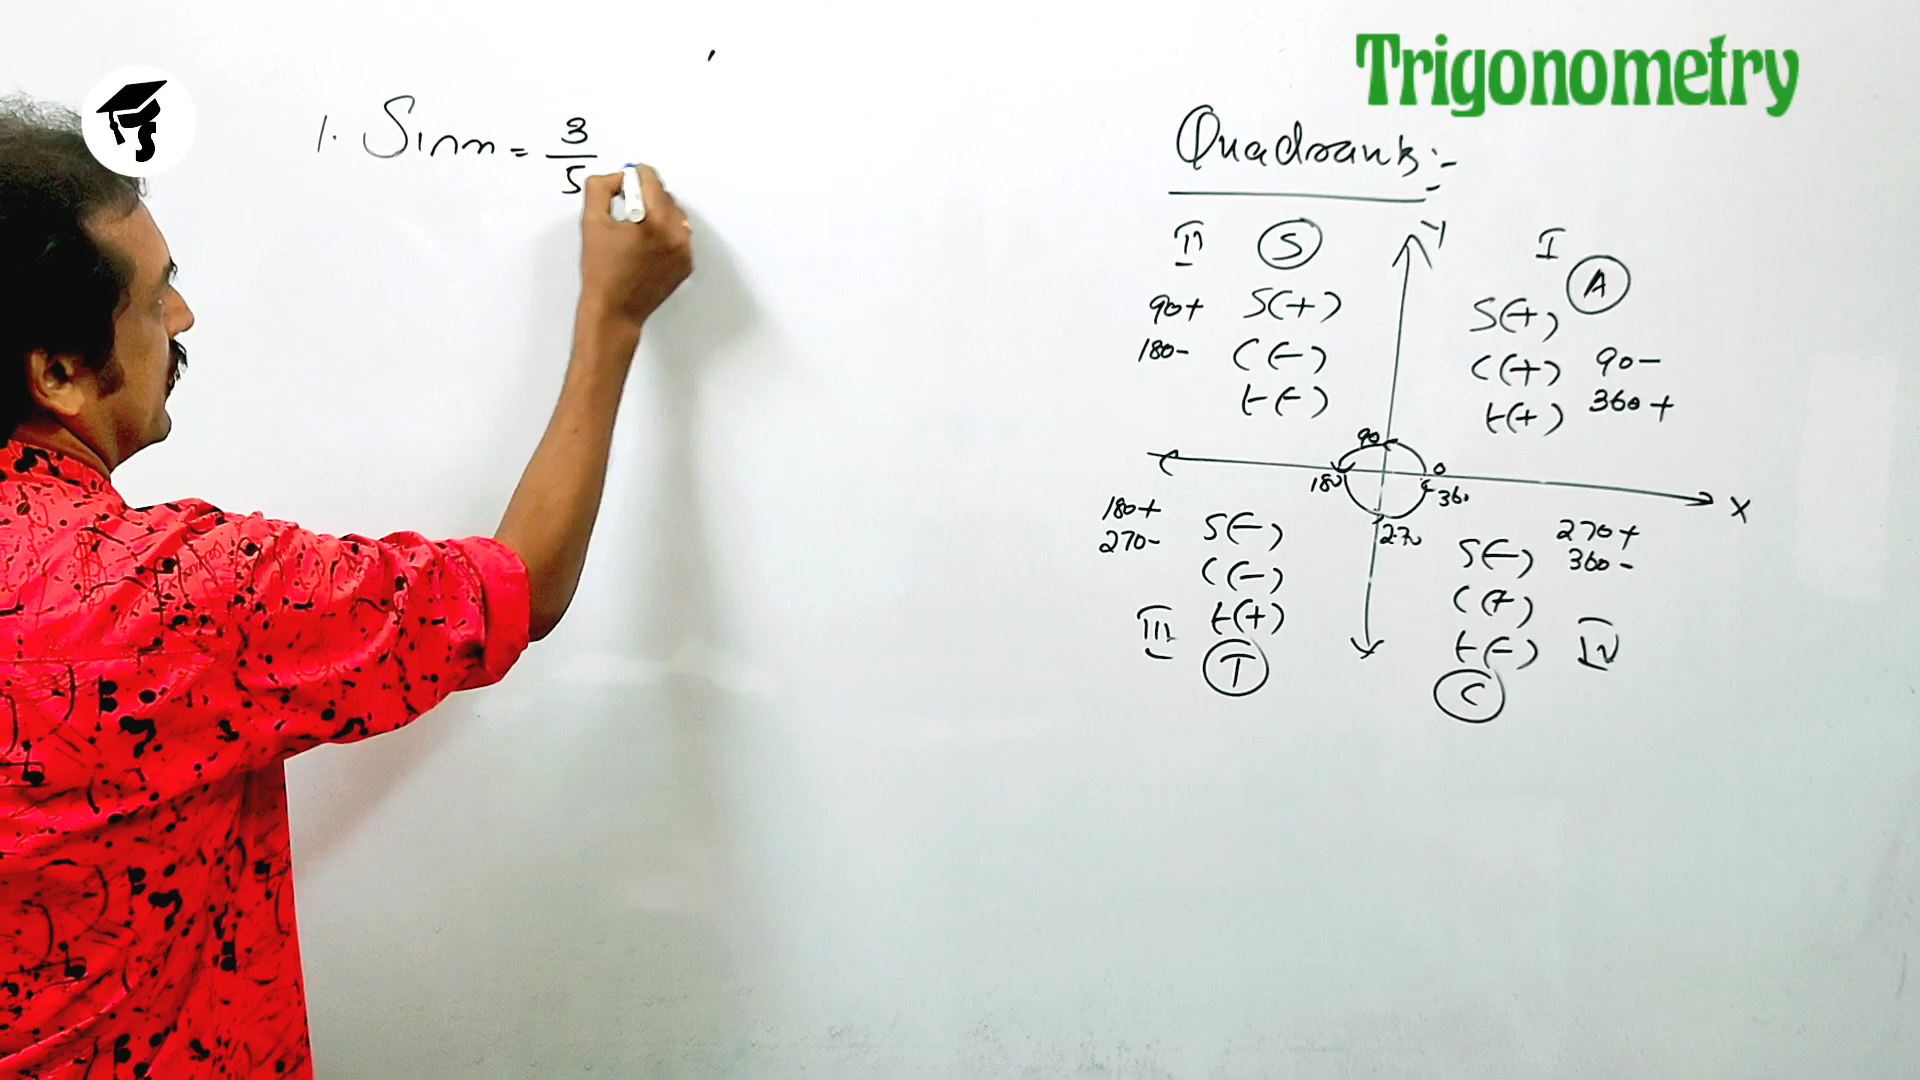 Trigonometry
1. Sinx = 3/5
Quadrants :-
II S
90+ S(+)
180- C(-)
t(-)
Y
I A
S(+)
C(+) 90-
t(+) 360+
90
180
0
360
270
X
180+ S(-)
270- C(-)
III t(+)
T
S(-) 270+
C(+) 360-
t(-) IV
C